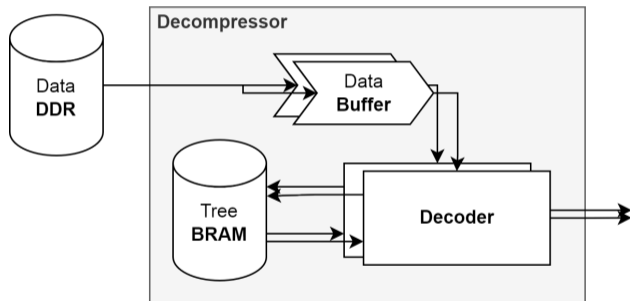 Decompressor
Data
DDR
Data
Buffer
Tree
BRAM
Decoder